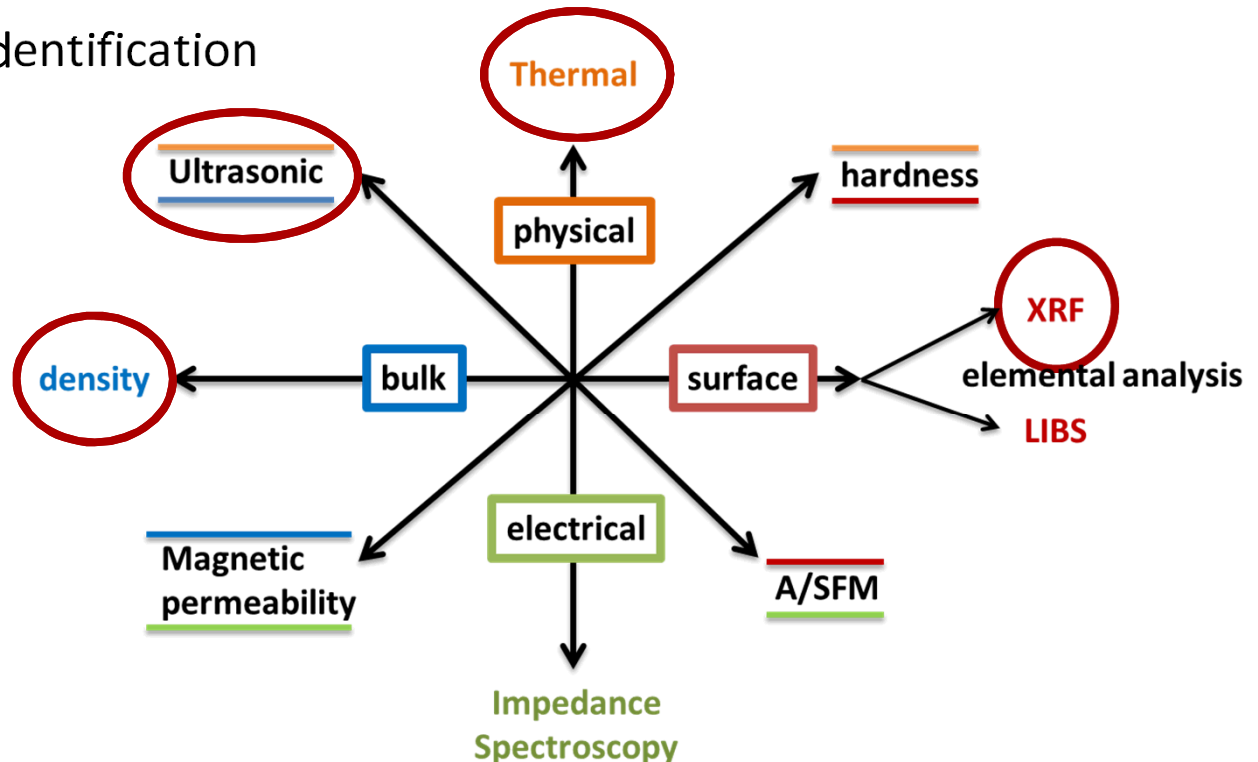 dentification
Thermal
Ultrasonic
hardness
physical
XRF
density
bulk
surface
elemental analysis
LIBS
electrical
Magnetic
permeability
A/SFM
Impedance
Spectroscopy